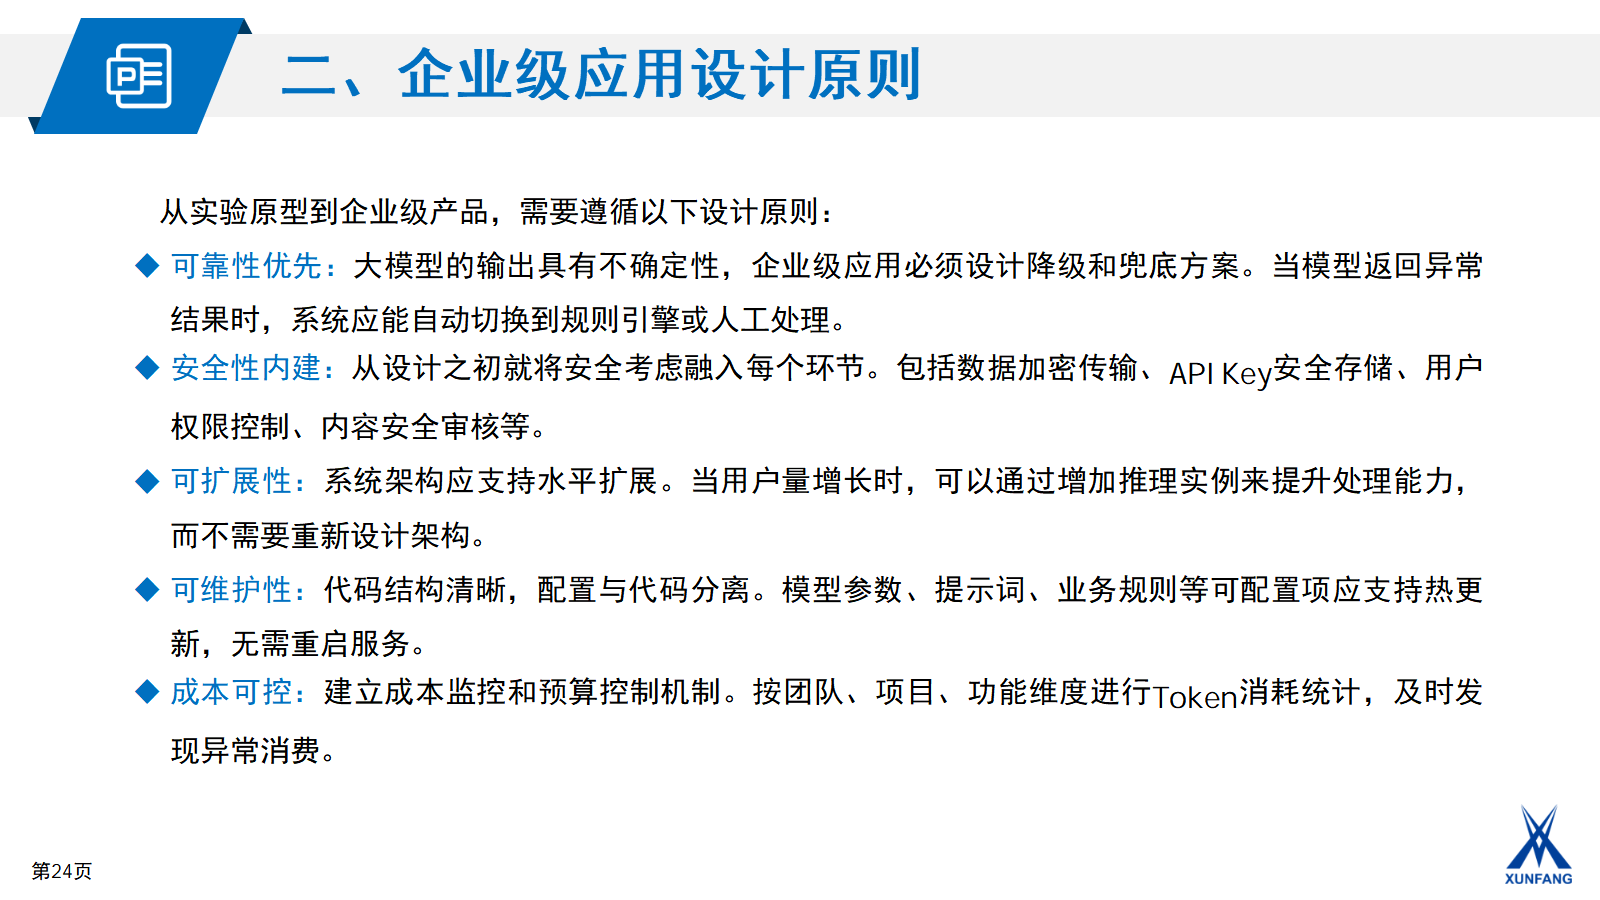 二、企业级应用设计原则
从实验原型到企业级产品，需要遵循以下设计原则：
可靠性优先：大模型的输出具有不确定性，企业级应用必须设计降级和兜底方案。当模型返回异常
结果时，系统应能自动切换到规则引擎或人工处理。
安全性内建：从设计之初就将安全考虑融入每个环节。包括数据加密传输、API Key安全存储、用户
权限控制、内容安全审核等。
可扩展性：系统架构应支持水平扩展。当用户量增长时，可以通过增加推理实例来提升处理能力，
而不需要重新设计架构。
可维护性：代码结构清晰，配置与代码分离。模型参数、提示词、业务规则等可配置项应支持热更
新，无需重启服务。
成本可控：建立成本监控和预算控制机制。按团队、项目、功能维度进行Token消耗统计，及时发
现异常消费。
第24页
XUNFANG